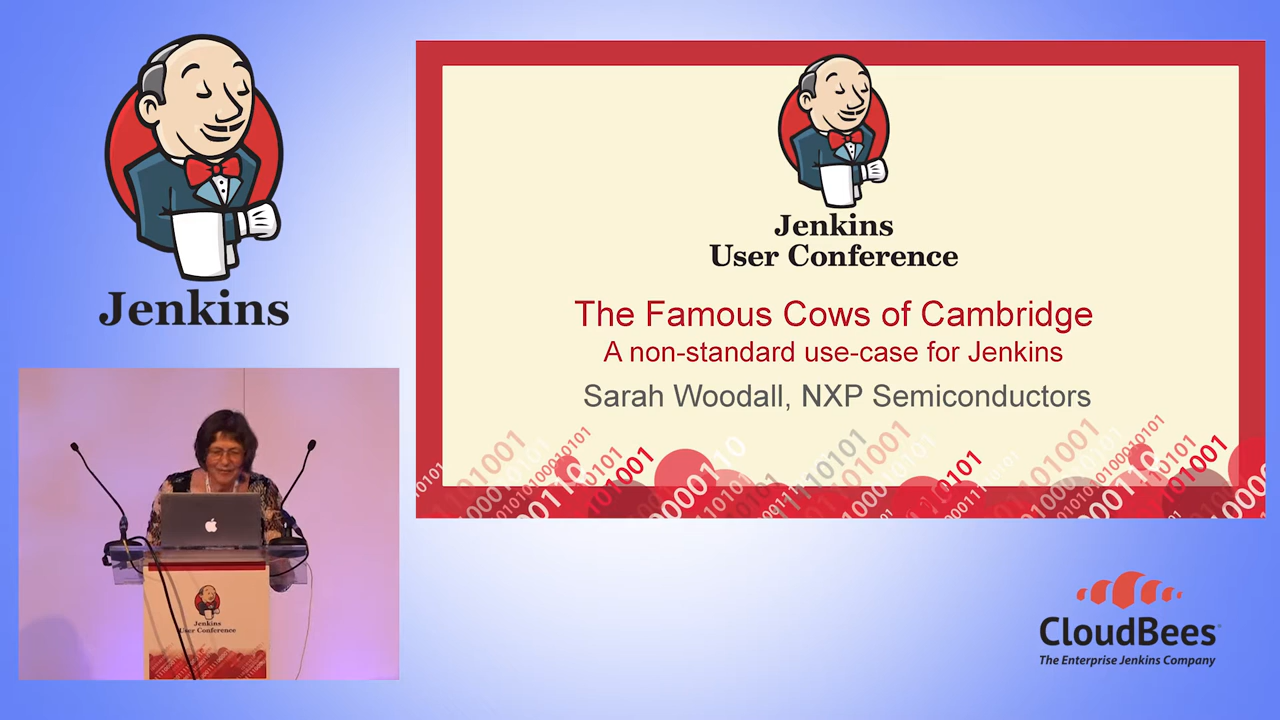 Jenkins
Jenkins
User Conference
The Famous Cows of Cambridge
A non-standard use-case for Jenkins
Sarah Woodall, NXP Semiconductors
Jenkins
User Conference
CloudBees
The Enterprise Jenkins Company